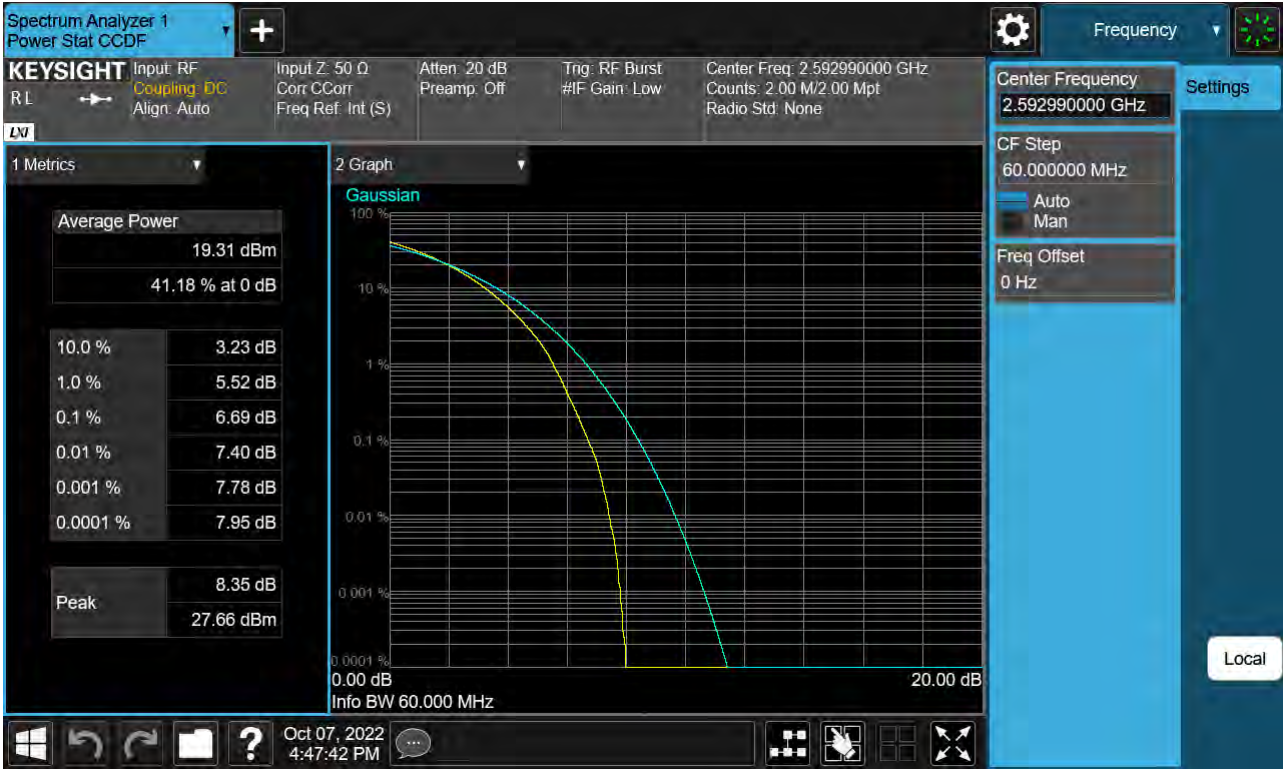 Spectrum Analyzer 1
Power Stat CCDF
+
Frequency
KEYSIGHT
R L
LXI
Input: RF
Coupling: DC
Align: Auto
Input Z: 50 Ω
Corr CCorr
Freq Ref: Int (S)
Atten: 20 dB
Preamp: Off
Trig: RF Burst
#IF Gain: Low
Center Freq: 2.592990000 GHz
Counts: 2.00 M/2.00 Mpt
Radio Std: None
Center Frequency
2.592990000 GHz
Settings
CF Step
60.000000 MHz
Auto
Man
Freq Offset
0 Hz
Local
1 Metrics
Average Power
19.31 dBm
41.18 % at 0 dB
10.0 % 3.23 dB
1.0 % 5.52 dB
0.1 % 6.69 dB
0.01 % 7.40 dB
0.001 % 7.78 dB
0.0001 % 7.95 dB
Peak
8.35 dB
27.66 dBm
2 Graph
Gaussian
100 %
10 %
1 %
0.1 %
0.01 %
0.001 %
0.0001 %
0.00 dB 20.00 dB
Info BW 60.000 MHz
?
Oct 07, 2022
4:47:42 PM